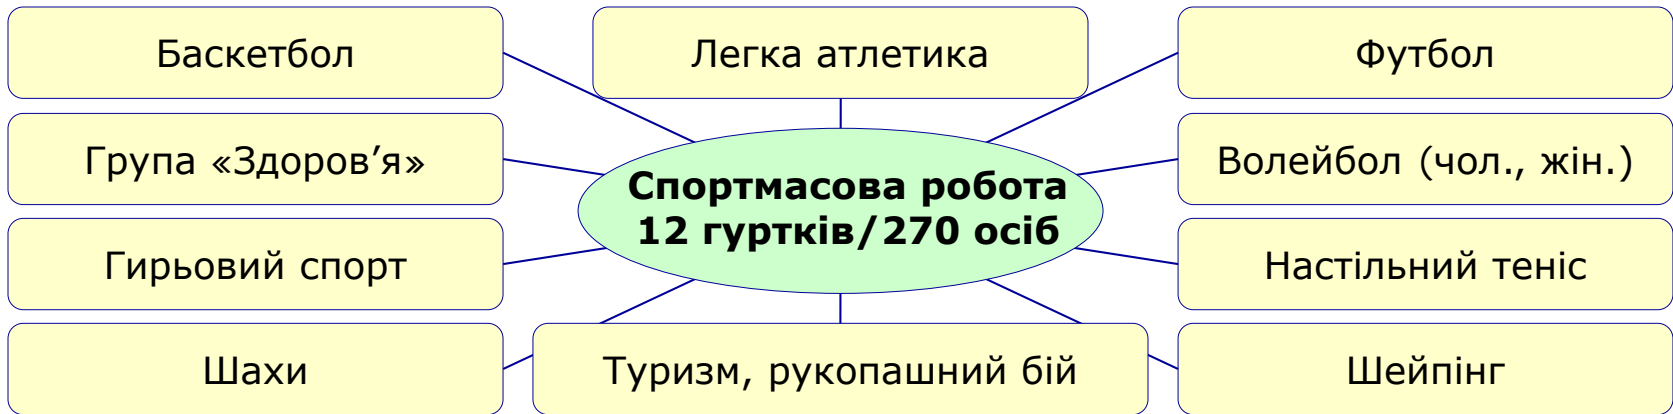 Баскетбол
Легка атлетика
Футбол
Група «Здоров’я»
Волейбол (чол., жін.)
Спортмасова робота
12 гуртків/270 осіб
Гирьовий спорт
Настільний теніс
Шахи
Туризм, рукопашний бій
Шейпінг